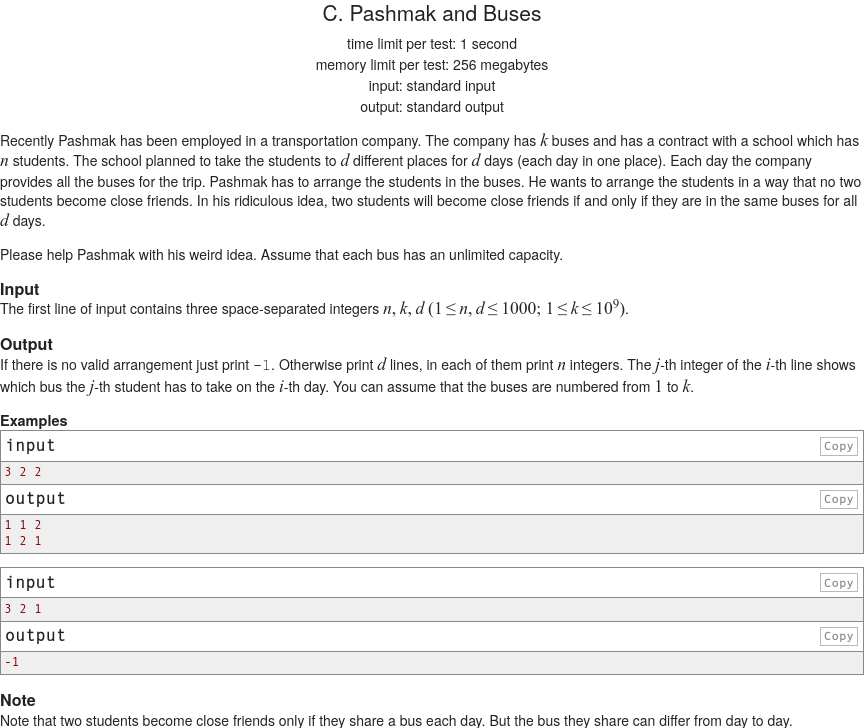 C. Pashmak and Buses
time limit per test: 1 second
memory limit per test: 256 megabytes
input: standard input
output: standard output
Recently Pashmak has been employed in a transportation company. The company has k buses and has a contract with a school which has
n students. The school planned to take the students to d different places for d days (each day in one place). Each day the company
provides all the buses for the trip. Pashmak has to arrange the students in the buses. He wants to arrange the students in a way that no two
students become close friends. In his ridiculous idea, two students will become close friends if and only if they are in the same buses for all
d days.
Please help Pashmak with his weird idea. Assume that each bus has an unlimited capacity.
Input
The first line of input contains three space-separated integers n, k, d (1 ≤ n, d ≤ 1000; 1 ≤ k ≤ 10⁹).
Output
If there is no valid arrangement just print -1. Otherwise print d lines, in each of them print n integers. The j-th integer of the i-th line shows
which bus the j-th student has to take on the i-th day. You can assume that the buses are numbered from 1 to k.
Examples
input Copy
3 2 2
output Copy
1 1 2
1 2 1
input Copy
3 2 1
output Copy
-1
Note
Note that two students become close friends only if they share a bus each day. But the bus they share can differ from day to day.